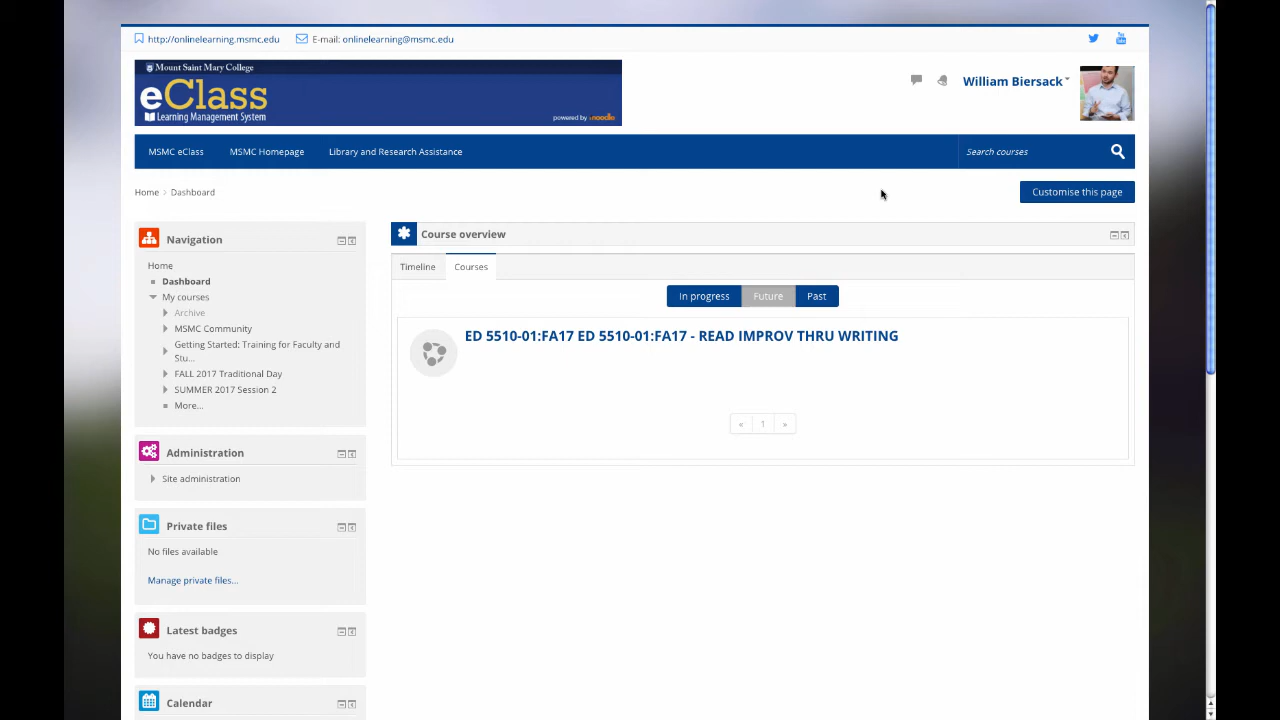 http://onlinelearning.msmc.edu E-mail: onlinelearning@msmc.edu
Mount Saint Mary College
eClass
Learning Management System
powered by moodle
William Biersack
MSMC eClass MSMC Homepage Library and Research Assistance Search courses
Home Dashboard
Customise this page
Navigation
Home
Dashboard
My courses
Archive
MSMC Community
Getting Started: Training for Faculty and
Stu...
FALL 2017 Traditional Day
SUMMER 2017 Session 2
More...
Administration
Site administration
Private files
No files available
Manage private files...
Latest badges
You have no badges to display
Calendar
Course overview
Timeline Courses
In progress Future Past
ED 5510-01:FA17 ED 5510-01:FA17 - READ IMPROV THRU WRITING
« 1 »